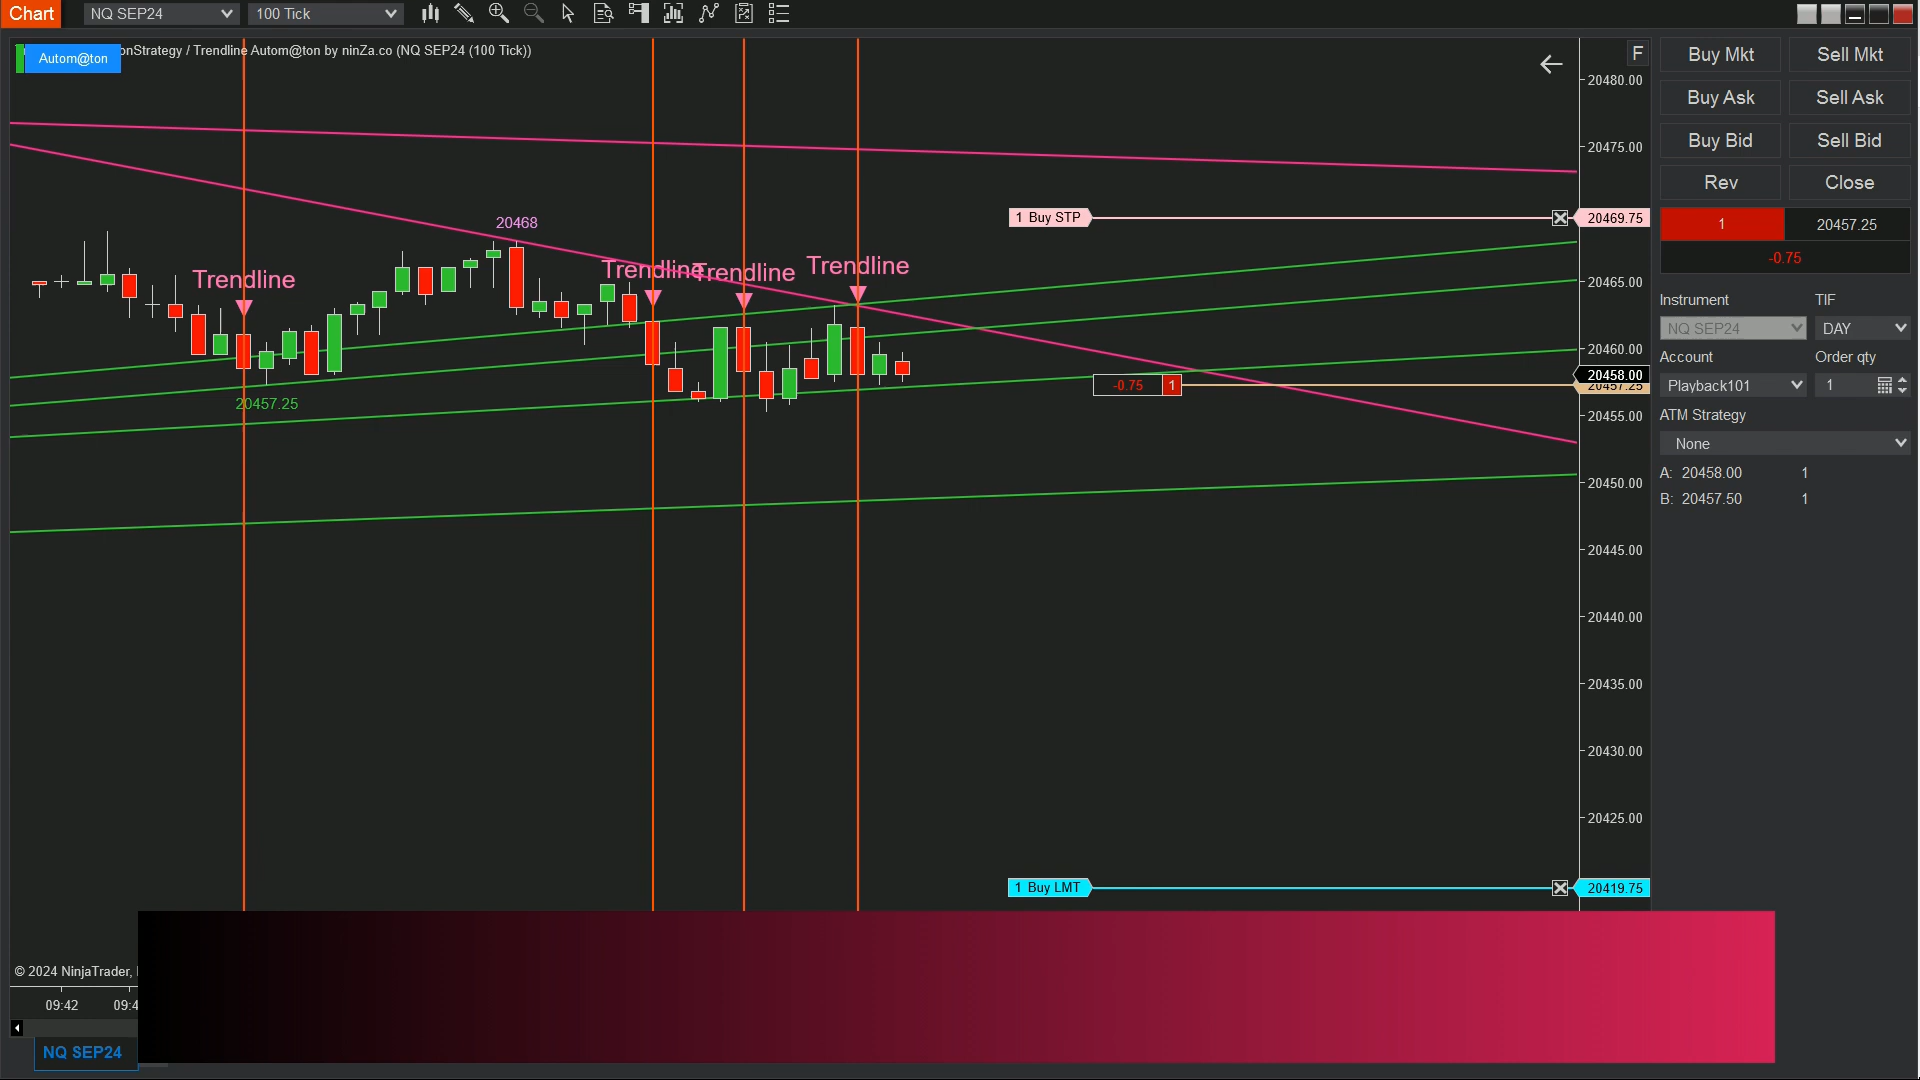 Chart NQ SEP24 100 Tick
Autom@ton onStrategy / Trendline Autom@ton by ninZa.co (NQ SEP24 (100 Tick))
F
20480.00
20475.00
20469.75
20465.00
20460.00
20458.00
20457.25
20455.00
20450.00
20445.00
20440.00
20435.00
20430.00
20425.00
20419.75
20468
Trendline
Trendline
Trendline
Trendline
20457.25
1 Buy STP
-0.75 1
1 Buy LMT
© 2024 NinjaTrader,
09:42 09:4
NQ SEP24
Buy Mkt Sell Mkt
Buy Ask Sell Ask
Buy Bid Sell Bid
Rev Close
1 20457.25
-0.75
Instrument TIF
NQ SEP24 DAY
Account Order qty
Playback101 1
ATM Strategy
None
A: 20458.00 1
B: 20457.50 1